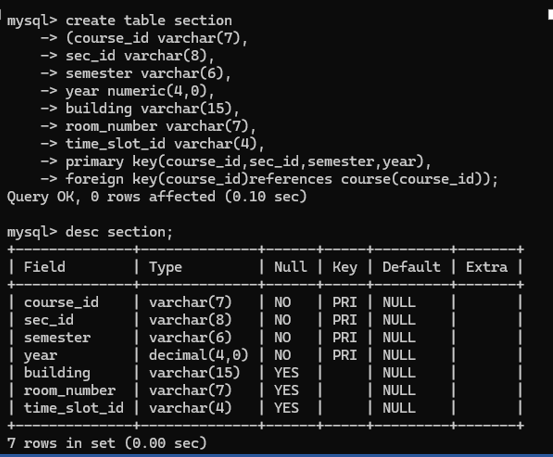 mysql> create table section
    -> (course_id varchar(7),
    -> sec_id varchar(8),
    -> semester varchar(6),
    -> year numeric(4,0),
    -> building varchar(15),
    -> room_number varchar(7),
    -> time_slot_id varchar(4),
    -> primary key(course_id,sec_id,semester,year),
    -> foreign key(course_id)references course(course_id));
Query OK, 0 rows affected (0.10 sec)

mysql> desc section;
+--------------+--------------+------+-----+---------+-------+
| Field        | Type         | Null | Key | Default | Extra |
+--------------+--------------+------+-----+---------+-------+
| course_id    | varchar(7)   | NO   | PRI | NULL    |       |
| sec_id       | varchar(8)   | NO   | PRI | NULL    |       |
| semester     | varchar(6)   | NO   | PRI | NULL    |       |
| year         | decimal(4,0) | NO   | PRI | NULL    |       |
| building     | varchar(15)  | YES  |     | NULL    |       |
| room_number  | varchar(7)   | YES  |     | NULL    |       |
| time_slot_id | varchar(4)   | YES  |     | NULL    |       |
+--------------+--------------+------+-----+---------+-------+
7 rows in set (0.00 sec)